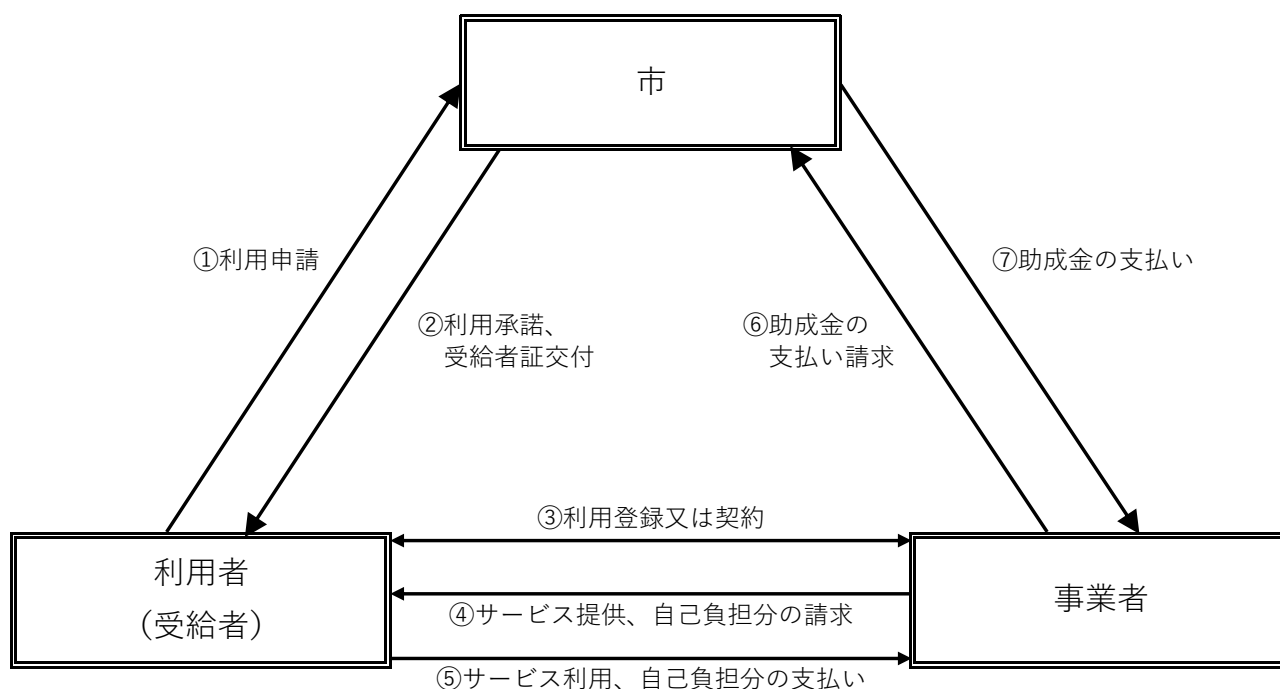 市
①利用申請
⑦助成金の支払い
②利用承諾、
受給者証交付
⑥助成金の
支払い請求
③利用登録又は契約
利用者
（受給者）
事業者
④サービス提供、自己負担分の請求
⑤サービス利用、自己負担分の支払い